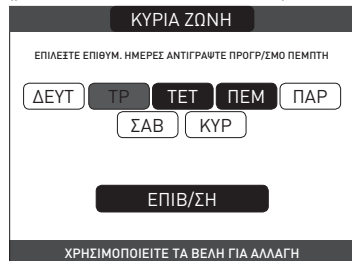 ΚΥΡΙΑ ΖΩΝΗ
ΕΠΙΛΕΞΤΕ ΕΠΙΘΥΜ. ΗΜΕΡΕΣ ΑΝΤΙΓΡΑΨΤΕ ΠΡΟΓΡ/ΣΜΟ ΠΕΜΠΤΗ
ΔΕΥΤ ΤΡ ΤΕΤ ΠΕΜ ΠΑΡ
ΣΑΒ ΚΥΡ
ΕΠΙΒ/ΣΗ
ΧΡΗΣΙΜΟΠΟΙΕΙΤΕ ΤΑ ΒΕΛΗ ΓΙΑ ΑΛΛΑΓΗ